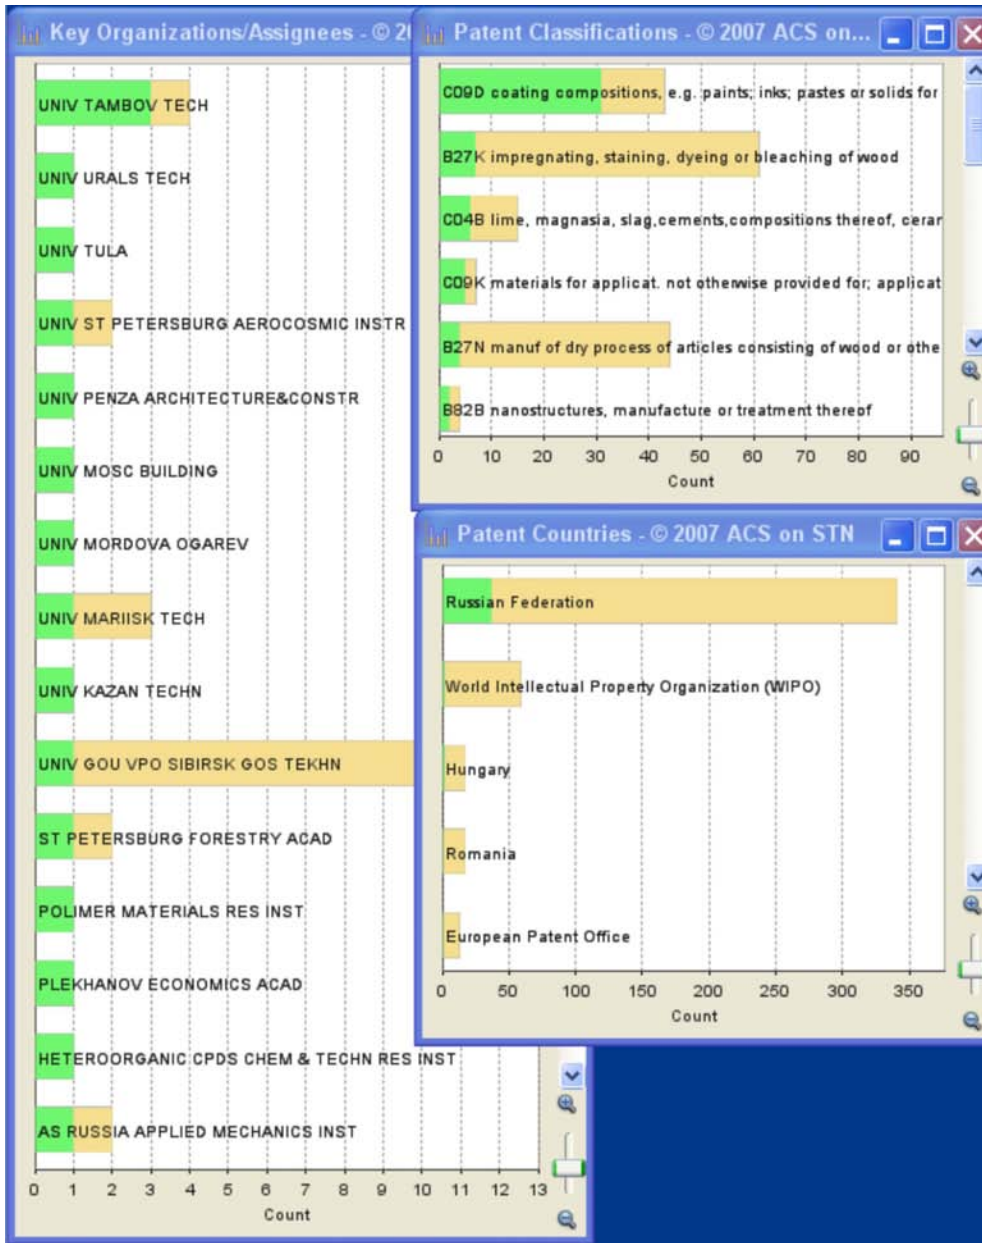 Key Organizations/Assignees - © 20
UNIV TAMBOV TECH
UNIV URALS TECH
UNIV TULA
UNIV ST PETERSBURG AEROCOSMIC INSTR
UNIV PENZA ARCHITECTURE&CONSTR
UNIV MOSC BUILDING
UNIV MORDOVA OGAREV
UNIV MARIISK TECH
UNIV KAZAN TECHN
UNIV GOU VPO SIBIRSK GOS TEKHN
ST PETERSBURG FORESTRY ACAD
POLIMER MATERIALS RES INST
PLEKHANOV ECONOMICS ACAD
HETEROORGANIC CPDS CHEM & TECHN RES INST
AS RUSSIA APPLIED MECHANICS INST
0 1 2 3 4 5 6 7 8 9 10 11 12 13
Count
Patent Classifications - © 2007 ACS on...
C09D coating compositions, e.g. paints; inks; pastes or solids for
B27K impregnating, staining, dyeing or bleaching of wood
C04B lime, magnasia, slag,cements,compositions thereof, cerar
C09K materials for applicat. not otherwise provided for; applicat
B27N manuf of dry process of articles consisting of wood or othe
B82B nanostructures, manufacture or treatment thereof
0 10 20 30 40 50 60 70 80 90
Count
Patent Countries - © 2007 ACS on STN
Russian Federation
World Intellectual Property Organization (WIPO)
Hungary
Romania
European Patent Office
0 50 100 150 200 250 300 350
Count